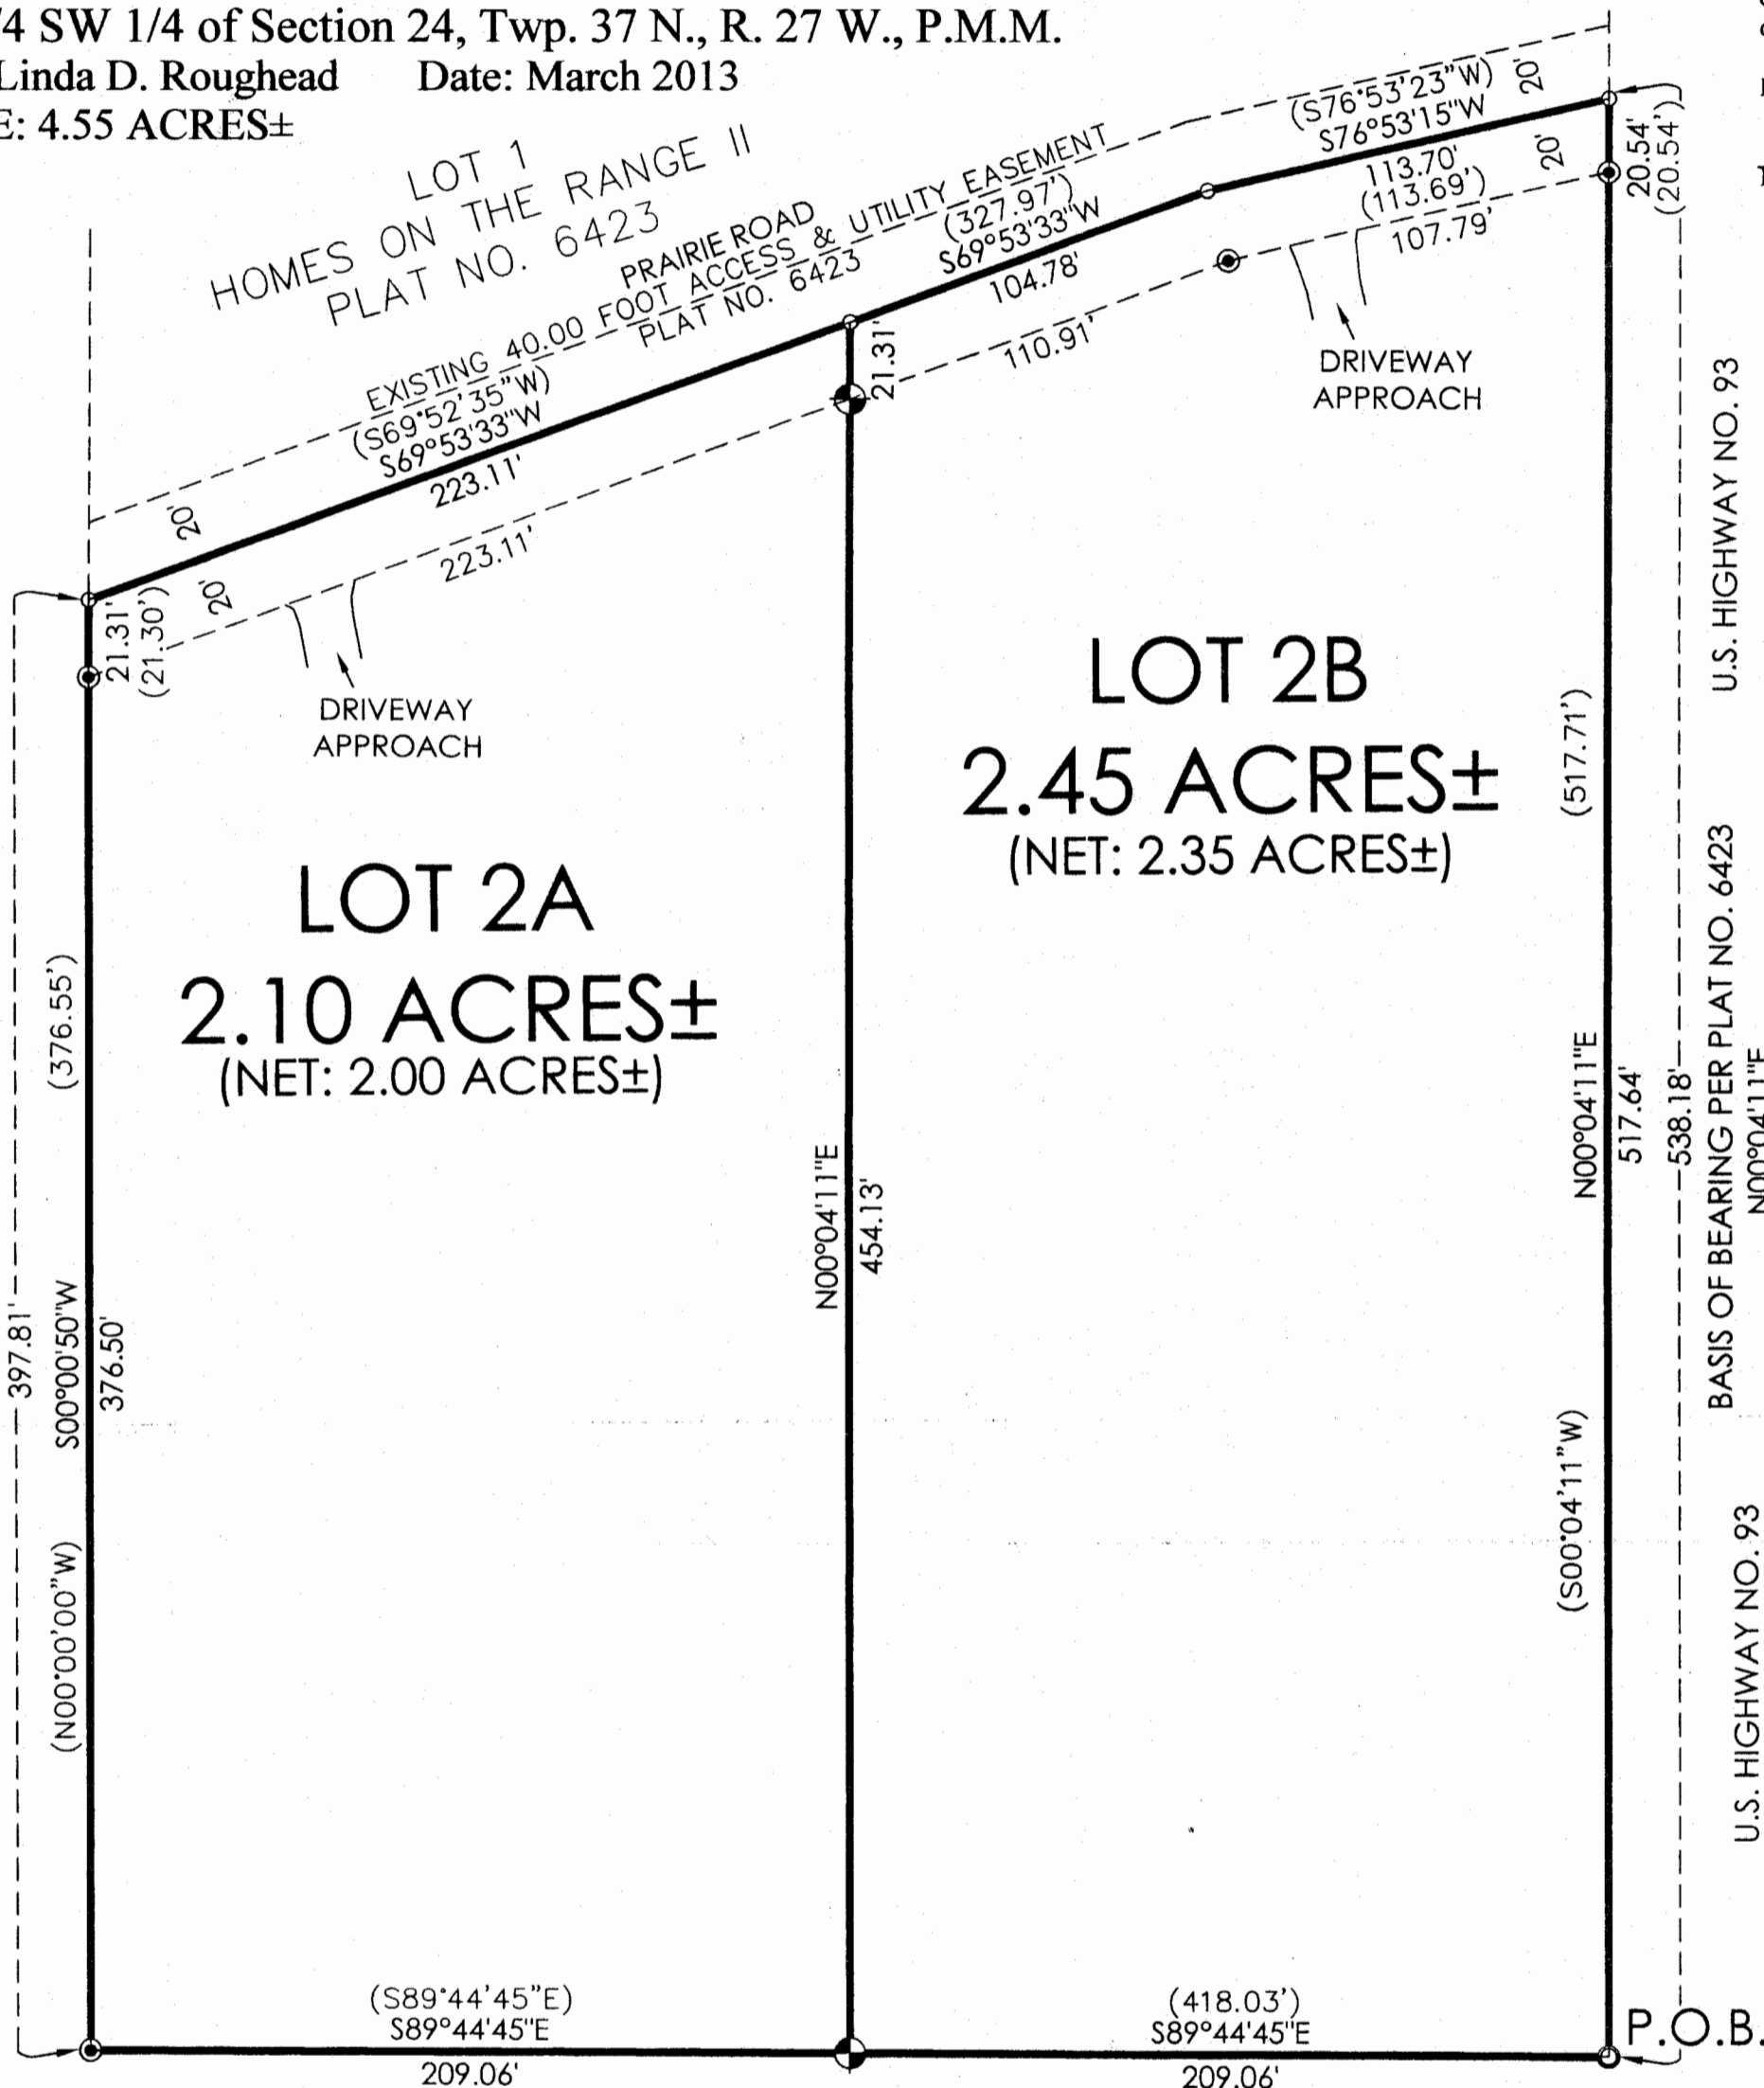 /4 SW 1/4 of Section 24, Twp. 37 N., R. 27 W., P.M.M.
Linda D. Roughead Date: March 2013
E: 4.55 ACRES±
LOT 1
HOMES ON THE RANGE II
PLAT NO. 6423
PRAIRIE ROAD
EXISTING 40.00 FOOT ACCESS & UTILITY EASEMENT
PLAT NO. 6423
(S76°53'23"W)
S76°53'15"W
113.70'
(113.69')
107.79'
20'
20'
20.54'
(20.54')
(327.97')
S69°53'33"W
104.78'
110.91'
21.31'
DRIVEWAY
APPROACH
(S69°52'35"W)
S69°53'33"W
223.11'
223.11'
20'
20'
21.31'
(21.30')
DRIVEWAY
APPROACH
LOT 2B
2.45 ACRES±
(NET: 2.35 ACRES±)
LOT 2A
2.10 ACRES±
(NET: 2.00 ACRES±)
(376.55')
397.81'
S00°00'50"W
376.50'
(N00°00'00"W)
N00°04'11"E
454.13'
(517.71')
N00°04'11"E
517.64'
538.18'
(S00°04'11"W)
U.S. HIGHWAY NO. 93
BASIS OF BEARING PER PLAT NO. 6423
N00°04'11"E
U.S. HIGHWAY NO. 93
(S89°44'45"E)
S89°44'45"E
209.06'
(418.03')
S89°44'45"E
209.06'
P.O.B.